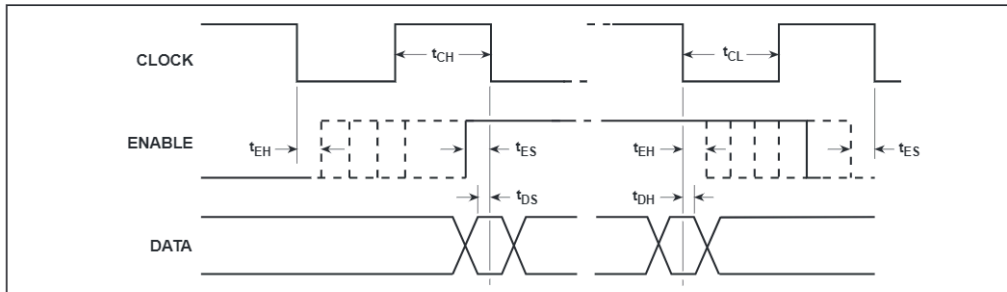 CLOCK
tCH
tCL
ENABLE
tEH
tES
tEH
tES
tDS
tDH
DATA